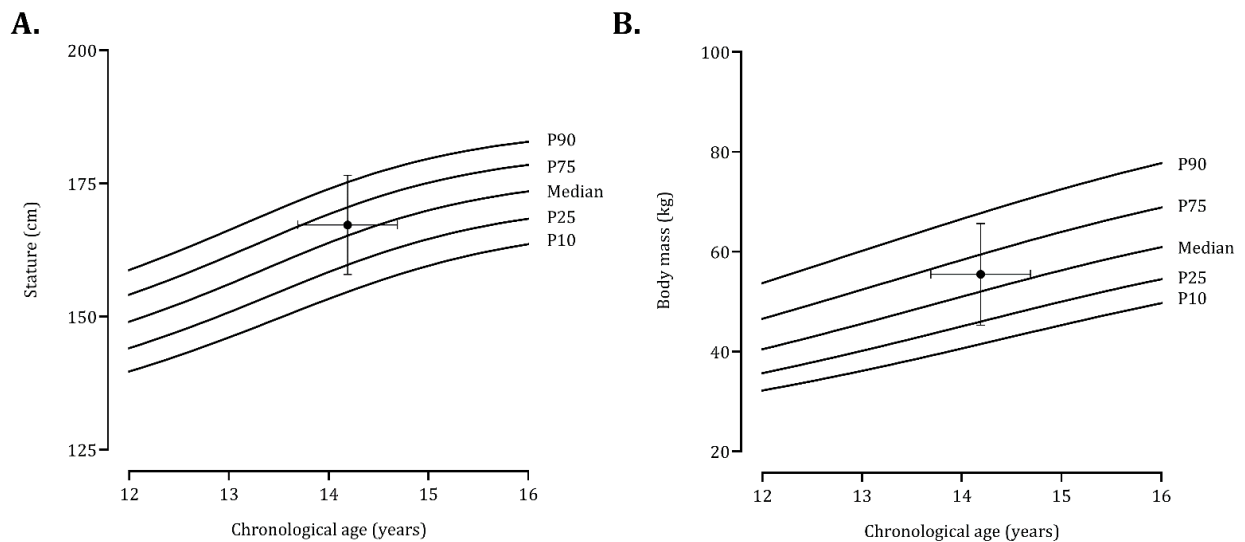 A.
200
175
150
125
Stature (cm)
P90
P75
Median
P25
P10
12 13 14 15 16
Chronological age (years)
B.
100
80
60
40
20
Body mass (kg)
P90
P75
Median
P25
P10
12 13 14 15 16
Chronological age (years)